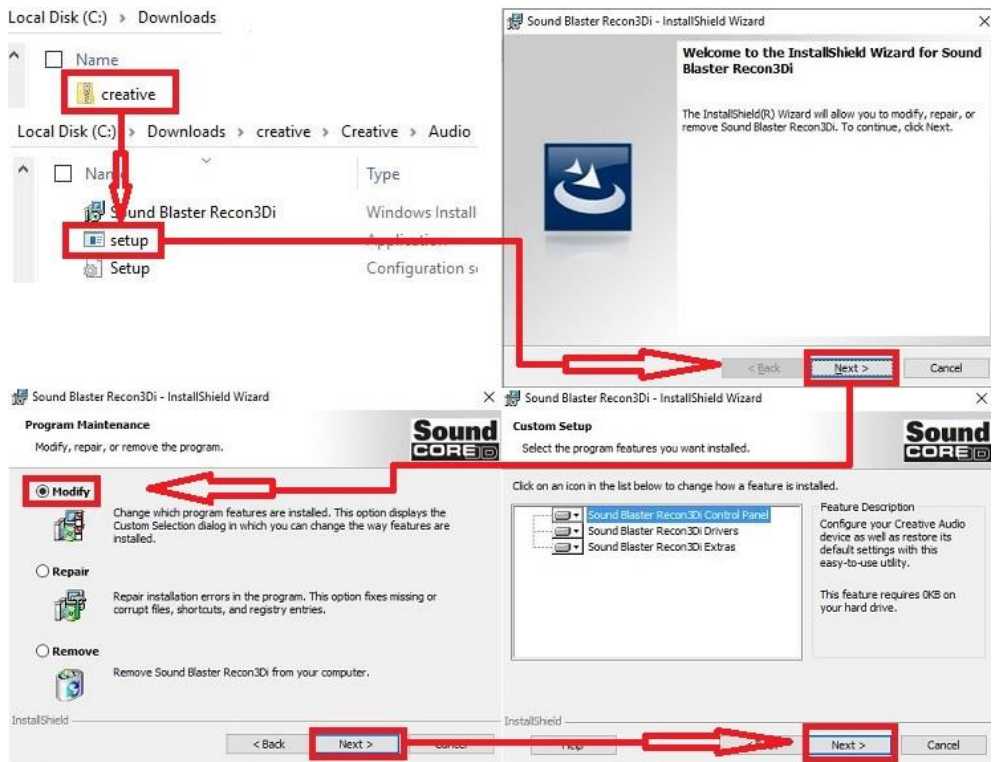 Local Disk (C:) > Downloads
Name
creative
Local Disk (C:) > Downloads > creative > Creative > Audio
Type
Sound Blaster Recon3Di
Windows Install
setup
Setup
Configuration
Sound Blaster Recon3Di - InstallShield Wizard
Welcome to the InstallShield Wizard for Sound
Blaster Recon3Di
The InstallShield(R) Wizard will allow you to modify, repair, or
remove Sound Blaster Recon3Di. To continue, click Next.
< Back
Next >
Cancel
Sound Blaster Recon3Di - InstallShield Wizard
Program Maintenance
Modify, repair, or remove the program.
Sound
CORE3D
Modify
Change which program features are installed. This option displays the
Custom Selection dialog in which you can change the way features are
installed.
Repair
Repair installation errors in the program. This option fixes missing or
corrupt files, shortcuts, and registry entries.
Remove
Remove Sound Blaster Recon3Di from your computer.
InstallShield
< Back
Next >
Sound Blaster Recon3Di - InstallShield Wizard
Custom Setup
Select the program features you want installed.
Sound
CORE3D
Click on an icon in the list below to change how a feature is installed.
Sound Blaster Recon3Di Control Panel
Sound Blaster Recon3Di Drivers
Sound Blaster Recon3Di Extras
Feature Description
Configure your Creative Audio
device as well as restore its
default settings with this
easy-to-use utility.
This feature requires 0KB on
your hard drive.
InstallShield
Next >
Cancel